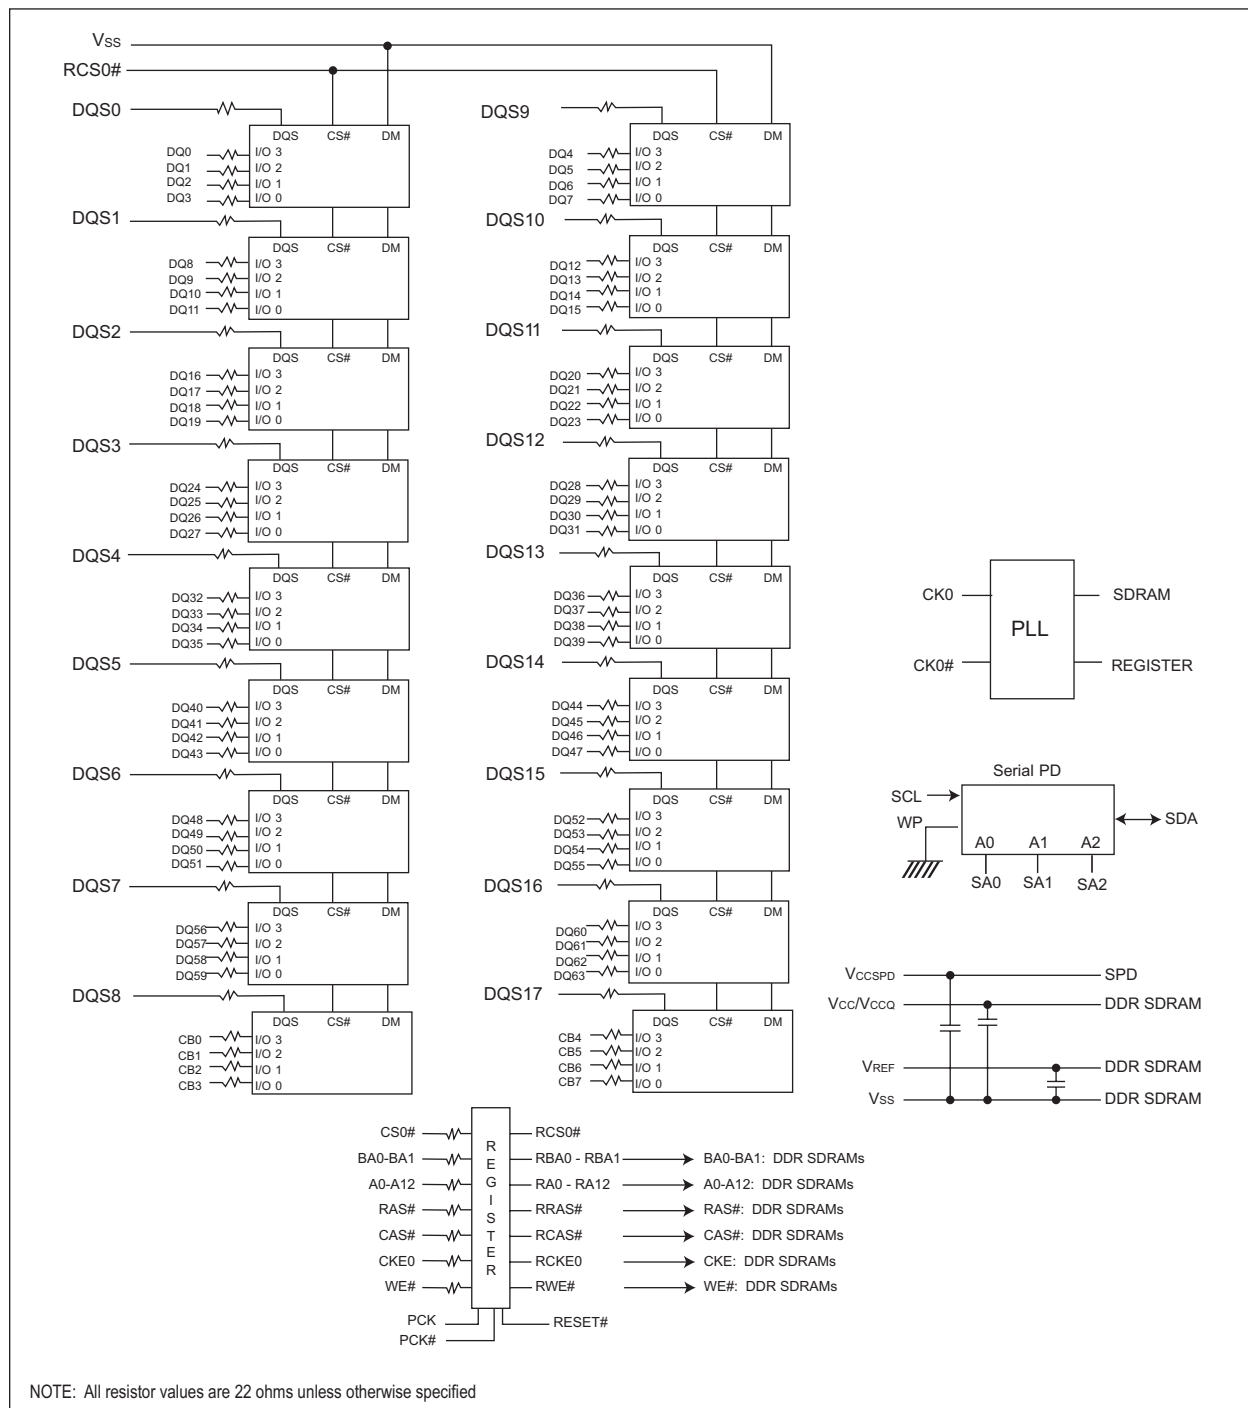 VSS
RCS0#
DQS0
DQS CS# DM
DQ0 I/O 3
DQ1 I/O 2
DQ2 I/O 1
DQ3 I/O 0
DQS1
DQS CS# DM
DQ8 I/O 3
DQ9 I/O 2
DQ10 I/O 1
DQ11 I/O 0
DQS2
DQS CS# DM
DQ16 I/O 3
DQ17 I/O 2
DQ18 I/O 1
DQ19 I/O 0
DQS3
DQS CS# DM
DQ24 I/O 3
DQ25 I/O 2
DQ26 I/O 1
DQ27 I/O 0
DQS4
DQS CS# DM
DQ32 I/O 3
DQ33 I/O 2
DQ34 I/O 1
DQ35 I/O 0
DQS5
DQS CS# DM
DQ40 I/O 3
DQ41 I/O 2
DQ42 I/O 1
DQ43 I/O 0
DQS6
DQS CS# DM
DQ48 I/O 3
DQ49 I/O 2
DQ50 I/O 1
DQ51 I/O 0
DQS7
DQS CS# DM
DQ56 I/O 3
DQ57 I/O 2
DQ58 I/O 1
DQ59 I/O 0
DQS8
DQS CS# DM
CB0 I/O 3
CB1 I/O 2
CB2 I/O 1
CB3 I/O 0
DQS9
DQS CS# DM
DQ4 I/O 3
DQ5 I/O 2
DQ6 I/O 1
DQ7 I/O 0
DQS10
DQS CS# DM
DQ12 I/O 3
DQ13 I/O 2
DQ14 I/O 1
DQ15 I/O 0
DQS11
DQS CS# DM
DQ20 I/O 3
DQ21 I/O 2
DQ22 I/O 1
DQ23 I/O 0
DQS12
DQS CS# DM
DQ28 I/O 3
DQ29 I/O 2
DQ30 I/O 1
DQ31 I/O 0
DQS13
DQS CS# DM
DQ36 I/O 3
DQ37 I/O 2
DQ38 I/O 1
DQ39 I/O 0
DQS14
DQS CS# DM
DQ44 I/O 3
DQ45 I/O 2
DQ46 I/O 1
DQ47 I/O 0
DQS15
DQS CS# DM
DQ52 I/O 3
DQ53 I/O 2
DQ54 I/O 1
DQ55 I/O 0
DQS16
DQS CS# DM
DQ60 I/O 3
DQ61 I/O 2
DQ62 I/O 1
DQ63 I/O 0
DQS17
DQS CS# DM
CB4 I/O 3
CB5 I/O 2
CB6 I/O 1
CB7 I/O 0
CK0 SDRAM
PLL
CK0# REGISTER
Serial PD
SCL
WP SDA
A0 A1 A2
SA0 SA1 SA2
VCCSPD SPD
VCC/VCCQ DDR SDRAM
VREF DDR SDRAM
VSS DDR SDRAM
REGISTER
CS0# RCS0#
BA0-BA1 RBA0 - RBA1 BA0-BA1: DDR SDRAMs
A0-A12 RA0 - RA12 A0-A12: DDR SDRAMs
RAS# RRAS# RAS#: DDR SDRAMs
CAS# RCAS# CAS#: DDR SDRAMs
CKE0 RCKE0 CKE: DDR SDRAMs
WE# RWE# WE#: DDR SDRAMs
PCK RESET#
PCK#
NOTE: All resistor values are 22 ohms unless otherwise specified